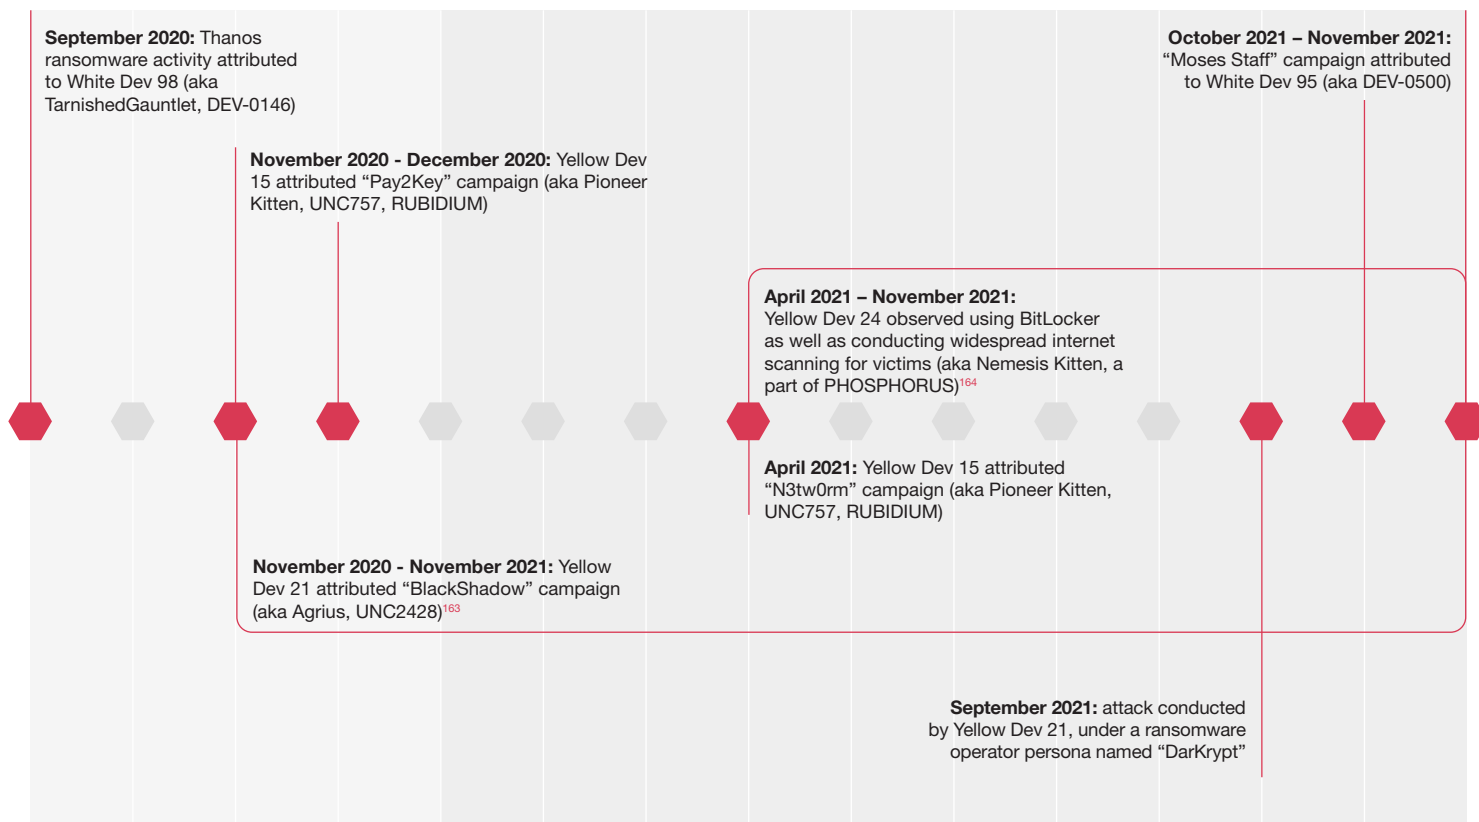 September 2020: Thanos
ransomware activity attributed
to White Dev 98 (aka
TarnishedGauntlet, DEV-0146)
October 2021 – November 2021:
“Moses Staff” campaign attributed
to White Dev 95 (aka DEV-0500)
November 2020 - December 2020: Yellow Dev
15 attributed “Pay2Key” campaign (aka Pioneer
Kitten, UNC757, RUBIDIUM)
April 2021 – November 2021:
Yellow Dev 24 observed using BitLocker
as well as conducting widespread internet
scanning for victims (aka Nemesis Kitten, a
part of PHOSPHORUS)164
April 2021: Yellow Dev 15 attributed
“N3tw0rm” campaign (aka Pioneer Kitten,
UNC757, RUBIDIUM)
November 2020 - November 2021: Yellow
Dev 21 attributed “BlackShadow” campaign
(aka Agrius, UNC2428)163
September 2021: attack conducted
by Yellow Dev 21, under a ransomware
operator persona named “DarKrypt”